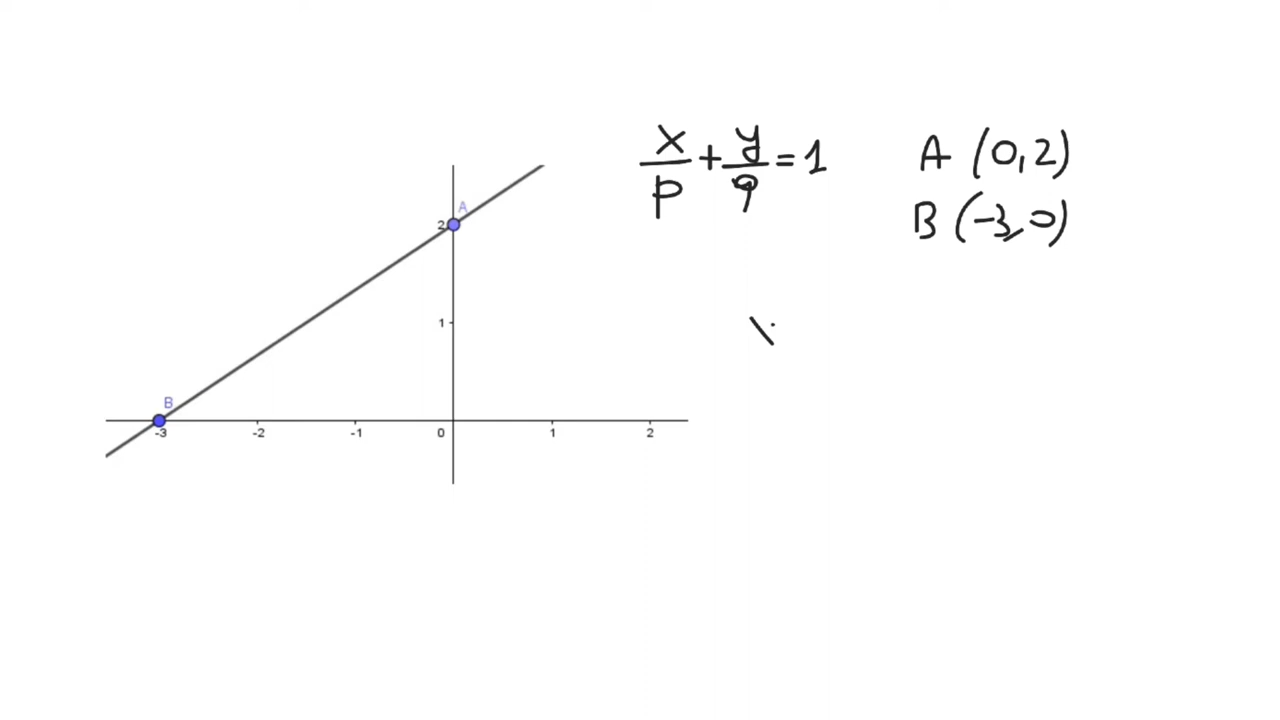 x/p + y/q = 1
A (0,2)
B (-3,0)
A
2
1
B
-3 -2 -1 0 1 2